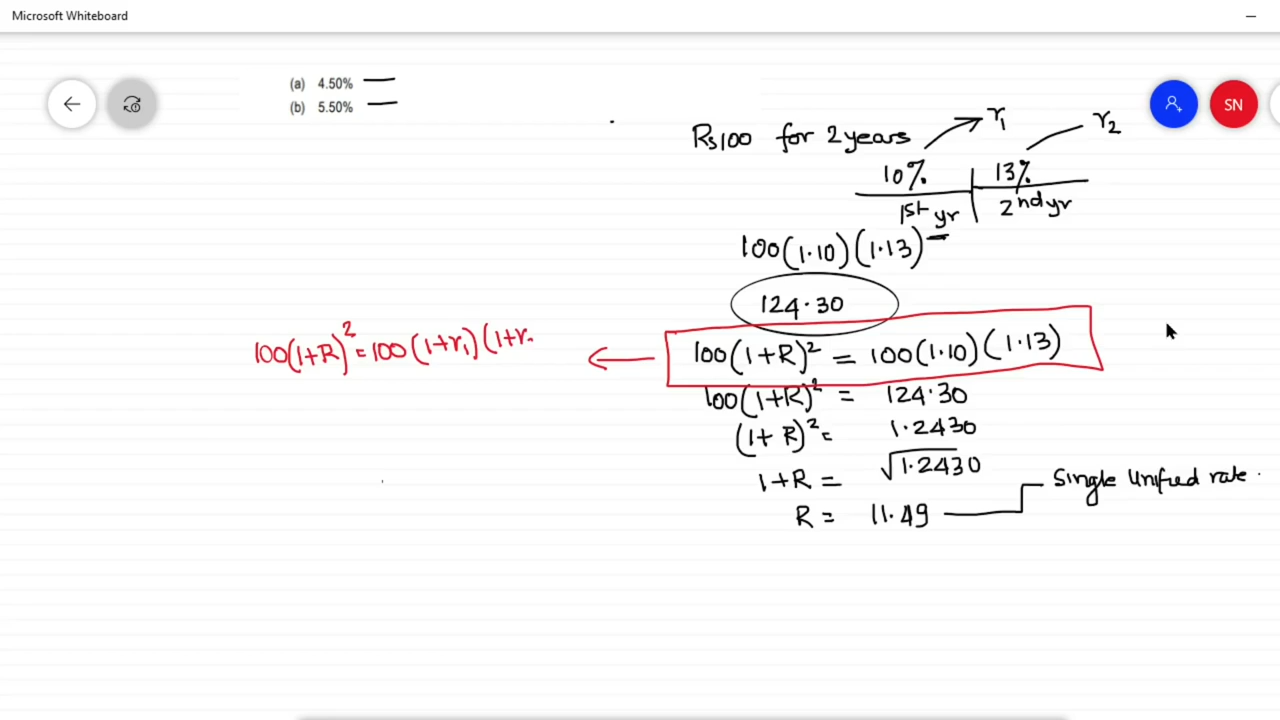 Microsoft Whiteboard
(a) 4.50%
(b) 5.50%
SN
r1
r2
Rs100 for 2 years
10% 13%
1st yr 2nd yr
100(1.10)(1.13)
124.30
100(1+R)² = 100(1+r1)(1+r
100(1+R)² = 100(1.10)(1.13)
100(1+R)² = 124.30
(1+R)² = 1.2430
1+R = √1.2430
R = 11.49
Single Unified rate